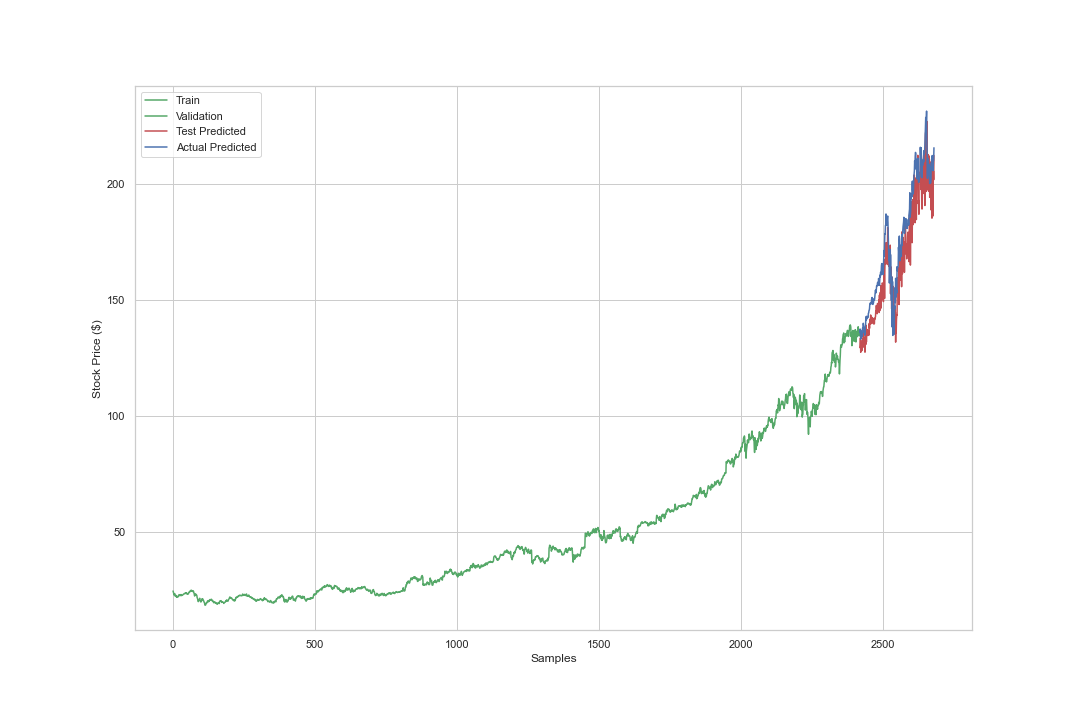 Train
Validation
Test Predicted
Actual Predicted
200
150
100
50
Stock Price ($)
0 500 1000 1500 2000 2500
Samples